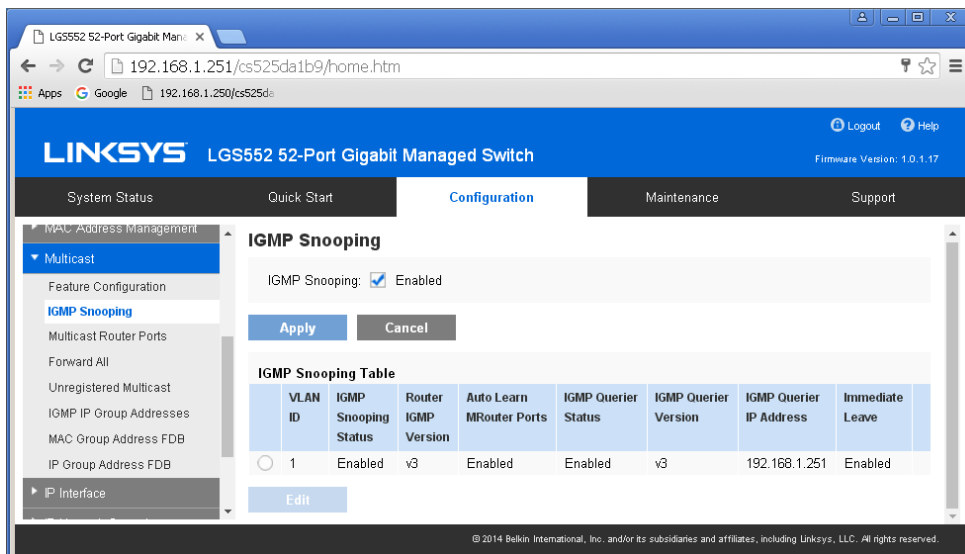 LGS552 52-Port Gigabit Mana
192.168.1.251/cs525da1b9/home.htm
Apps Google 192.168.1.250/cs525da
Logout Help
LINKSYS LGS552 52-Port Gigabit Managed Switch
Firmware Version: 1.0.1.17
System Status Quick Start Configuration Maintenance Support
MAC Address Management
Multicast
Feature Configuration
IGMP Snooping
Multicast Router Ports
Forward All
Unregistered Multicast
IGMP IP Group Addresses
MAC Group Address FDB
IP Group Address FDB
IP Interface
IGMP Snooping
IGMP Snooping: Enabled
Apply Cancel
IGMP Snooping Table
VLAN ID IGMP Snooping Status Router IGMP Version Auto Learn MRouter Ports IGMP Querier Status IGMP Querier Version IGMP Querier IP Address Immediate Leave
1 Enabled v3 Enabled Enabled v3 192.168.1.251 Enabled
Edit
© 2014 Belkin International, Inc. and/or its subsidiaries and affiliates, including Linksys, LLC. All rights reserved.